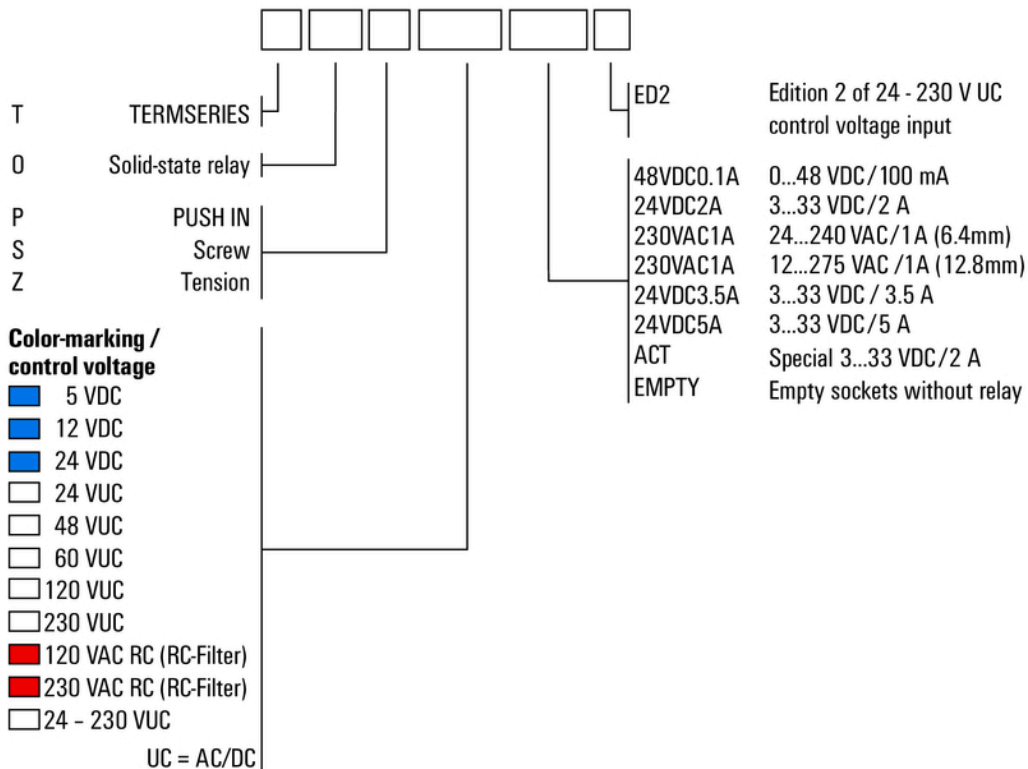 T TERMSERIES
O Solid-state relay
P PUSH IN
S Screw
Z Tension
Color-marking /
control voltage
5 VDC
12 VDC
24 VDC
24 VUC
48 VUC
60 VUC
120 VUC
230 VUC
120 VAC RC (RC-Filter)
230 VAC RC (RC-Filter)
24 – 230 VUC
UC = AC/DC
ED2 Edition 2 of 24 - 230 V UC
control voltage input
48VDC0.1A 0...48 VDC/100 mA
24VDC2A 3...33 VDC/2 A
230VAC1A 24...240 VAC/1A (6.4mm)
230VAC1A 12...275 VAC /1A (12.8mm)
24VDC3.5A 3...33 VDC / 3.5 A
24VDC5A 3...33 VDC/5 A
ACT Special 3...33 VDC/2 A
EMPTY Empty sockets without relay